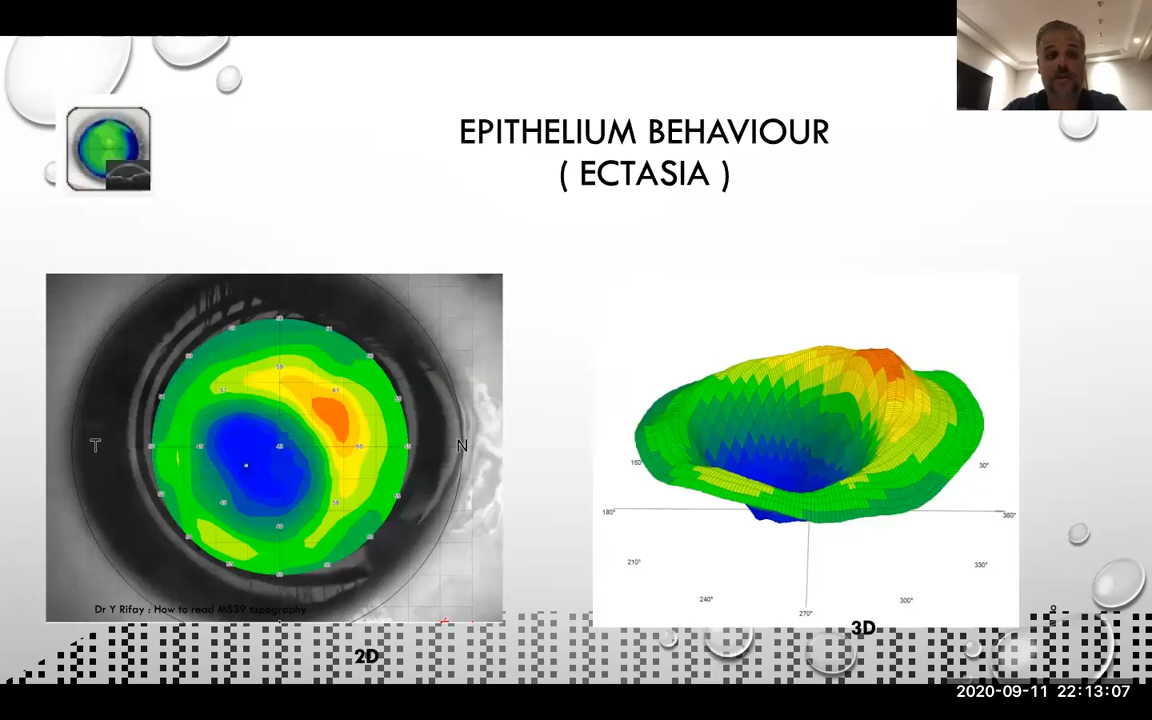 EPITHELIUM BEHAVIOUR
( ECTASIA )
T
N
Dr Y Rifay : How to read MS39 topography
2D
150°
180°
210°
240°
270°
300°
330°
360°
30°
3D
2020-09-11 22:13:07